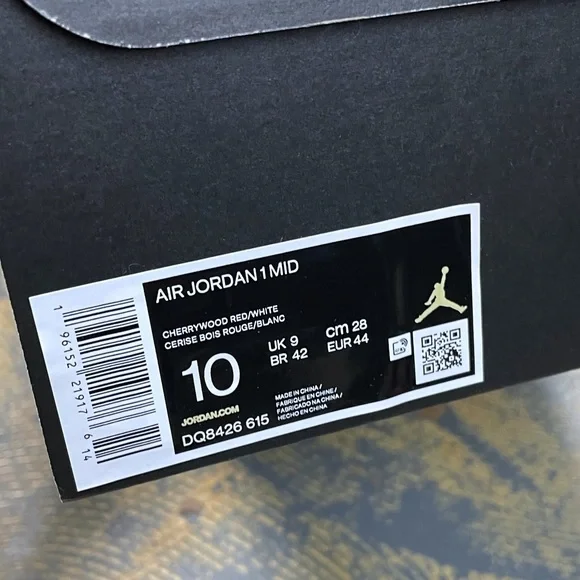 AIR JORDAN 1 MID
CHERRYWOOD RED/WHITE
CERISE BOIS ROUGE/BLANC
10
UK 9
BR 42
cm 28
EUR 44
JORDAN.COM
DQ8426 615
MADE IN CHINA/
FABRIQUE EN CHINE/
FABRICADO NA CHINA/
HECHO EN CHINA
1 96152 21917 6 14